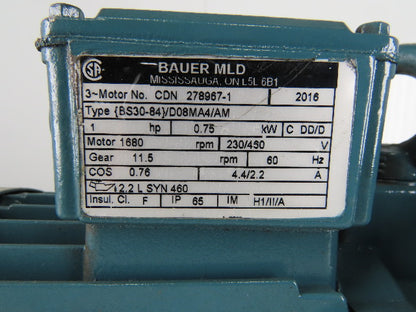 BAUER MLD
MISSISSAUGA, ON L5L 6B1
3~Motor No. CDN 278967-1 2016
Type {BS30-84}/D08MA4/AM
1 hp 0.75 kW C DD/D
Motor 1680 rpm 230/460 V
Gear 11.5 rpm 60 Hz
COS 0.76 4.4/2.2 A
2.2 L SYN 460
Insul. Cl. F IP 65 IM H1/II/A